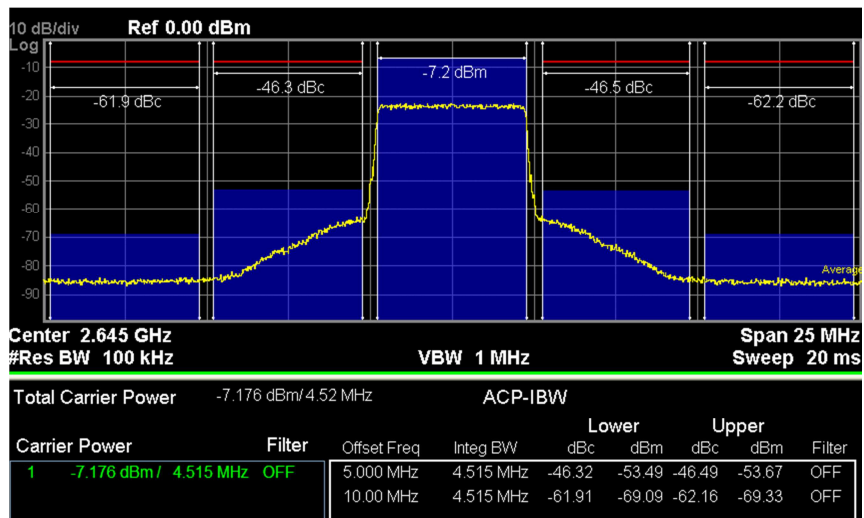 10 dB/div Ref 0.00 dBm
Log
-10
-20
-30
-40
-50
-60
-70
-80
-90
-61.9 dBc
-46.3 dBc
-7.2 dBm
-46.5 dBc
-62.2 dBc
Average
Center 2.645 GHz Span 25 MHz
#Res BW 100 kHz VBW 1 MHz Sweep 20 ms
Total Carrier Power -7.176 dBm/ 4.52 MHz ACP-IBW
Lower Upper
Carrier Power Filter Offset Freq Integ BW dBc dBm dBc dBm Filter
1 -7.176 dBm / 4.515 MHz OFF 5.000 MHz 4.515 MHz -46.32 -53.49 -46.49 -53.67 OFF
10.00 MHz 4.515 MHz -61.91 -69.09 -62.16 -69.33 OFF